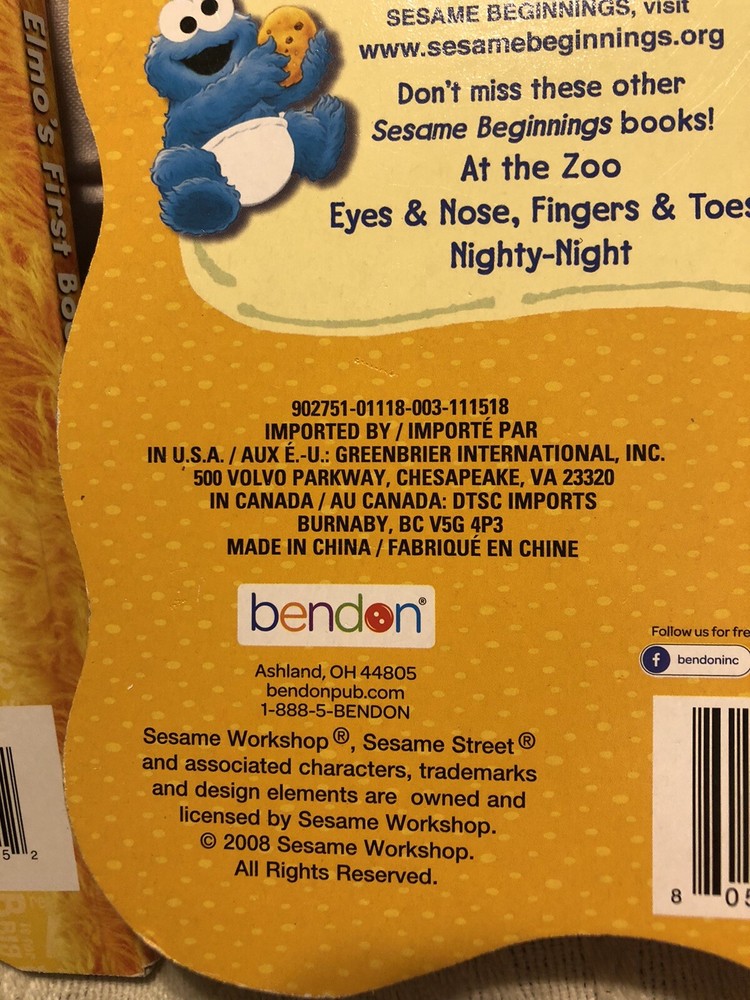 SESAME BEGINNINGS, visit
www.sesamebeginnings.org
Don't miss these other
Sesame Beginnings books!
At the Zoo
Eyes & Nose, Fingers & Toes
Nighty-Night
902751-01118-003-111518
IMPORTED BY / IMPORTÉ PAR
IN U.S.A. / AUX É.-U.: GREENBRIER INTERNATIONAL, INC.
500 VOLVO PARKWAY, CHESAPEAKE, VA 23320
IN CANADA / AU CANADA: DTSC IMPORTS
BURNABY, BC V5G 4P3
MADE IN CHINA / FABRIQUÉ EN CHINE
bendon®
Ashland, OH 44805
bendonpub.com
1-888-5-BENDON
Sesame Workshop®, Sesame Street®
and associated characters, trademarks
and design elements are owned and
licensed by Sesame Workshop.
© 2008 Sesame Workshop.
All Rights Reserved.
Follow us for
f bendoninc
8 05
Elmo's First
5 2